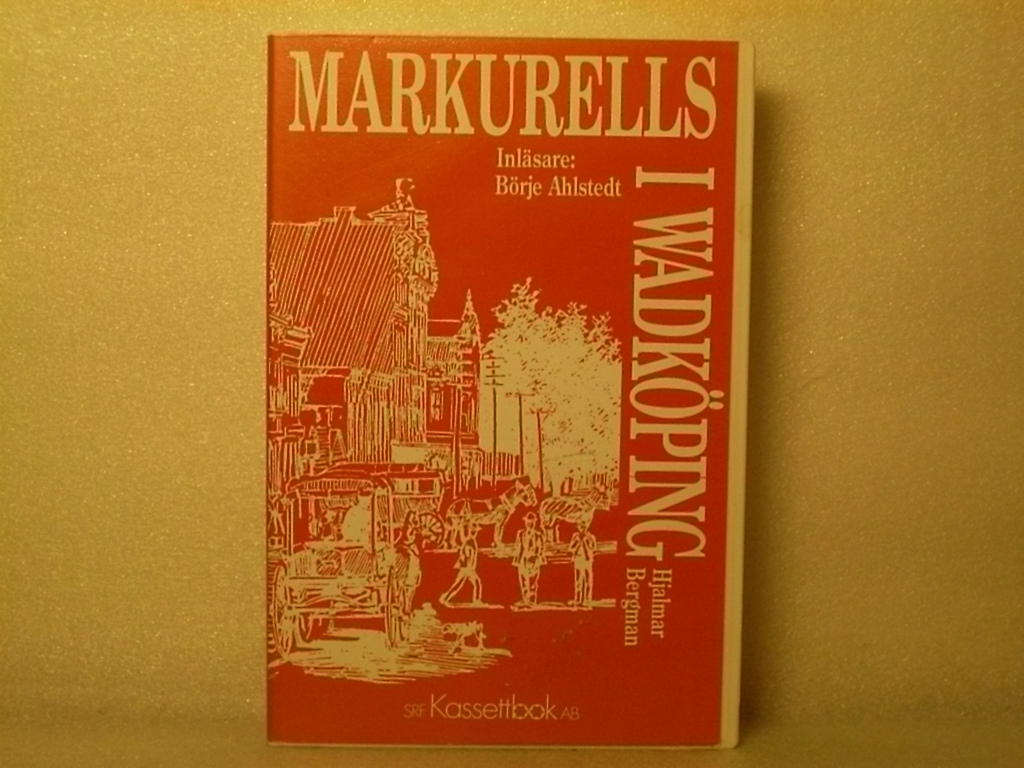 MARKURELLS
I WADKÖPING
Inläsare:
Börje Ahlstedt
Hjalmar
Bergman
SRF Kassettbok AB